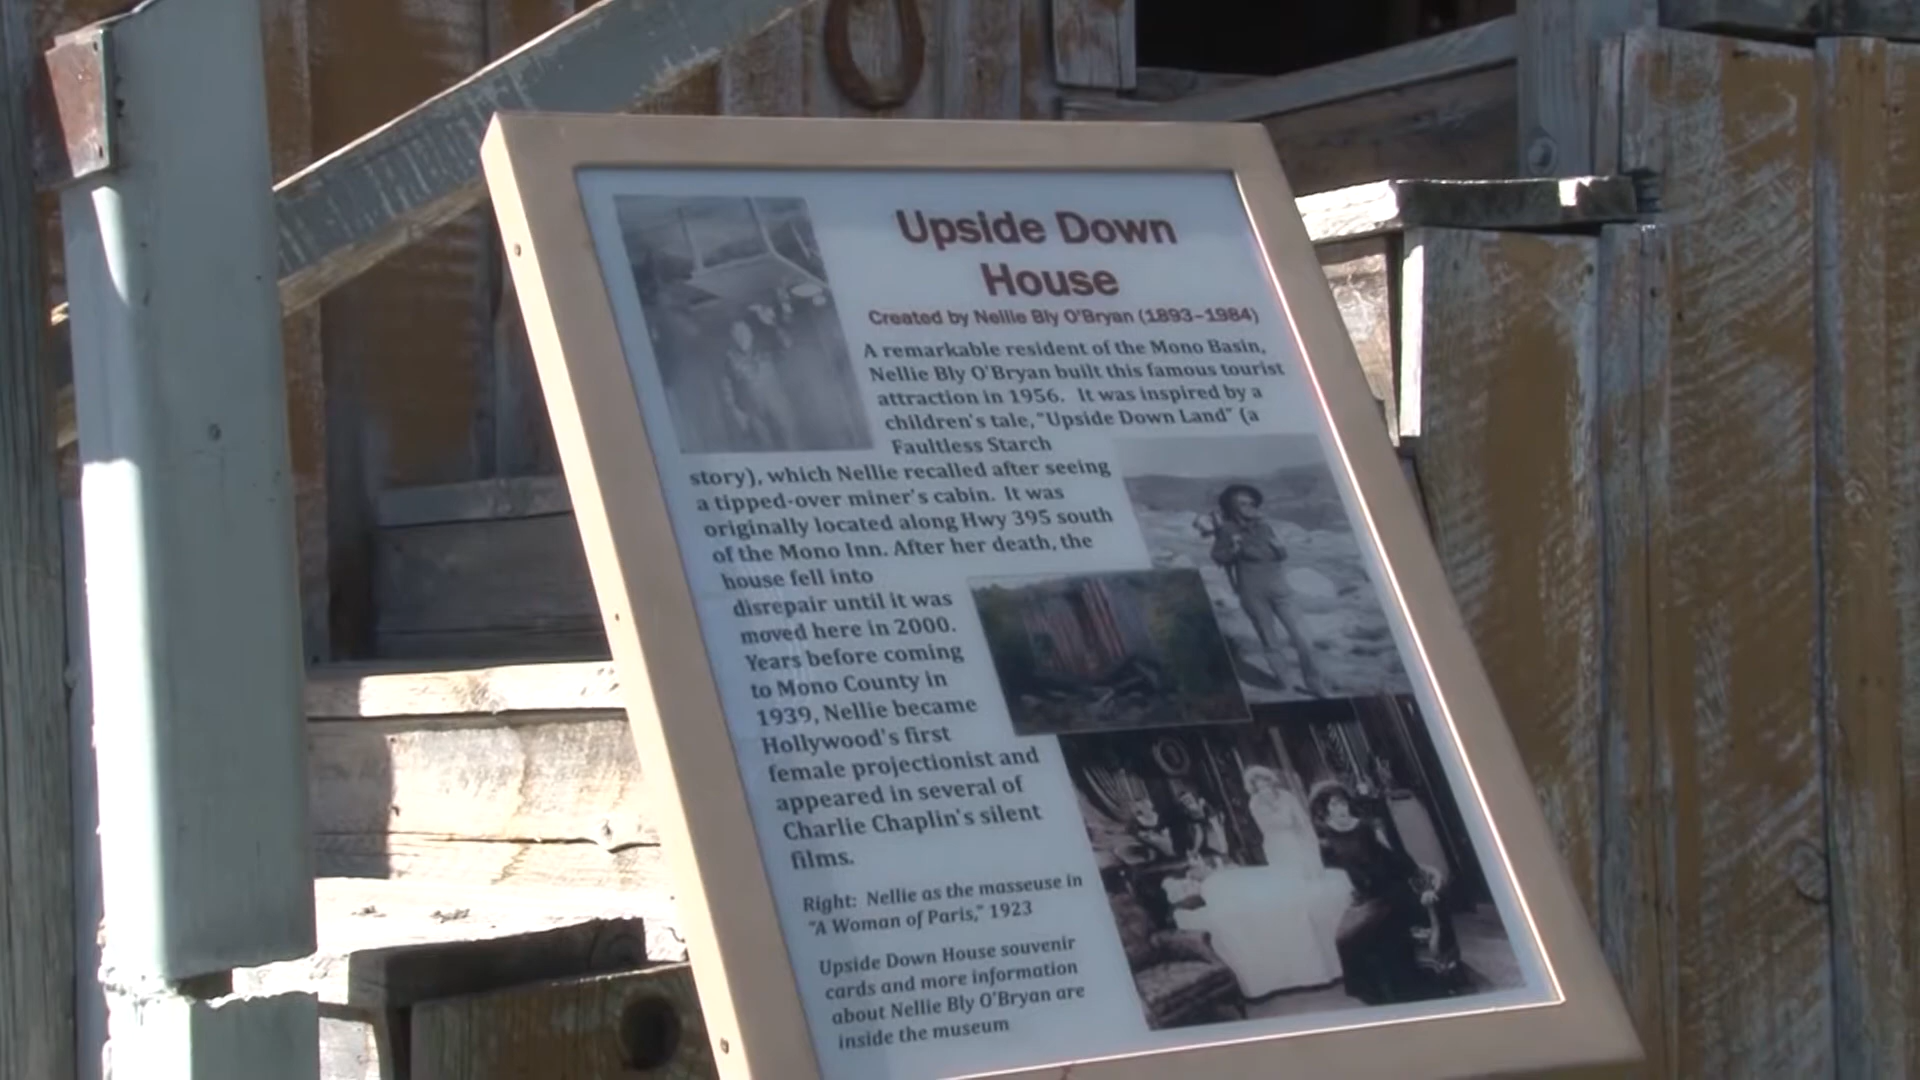 Upside Down
House
Created by Nellie Bly O'Bryan (1893–1984)
A remarkable resident of the Mono Basin,
Nellie Bly O'Bryan built this famous tourist
attraction in 1956. It was inspired by a
children's tale, "Upside Down Land" (a
Faultless Starch
story), which Nellie recalled after seeing
a tipped-over miner's cabin. It was
originally located along Hwy 395 south
of the Mono Inn. After her death, the
house fell into
disrepair until it was
moved here in 2000.
Years before coming
to Mono County in
1939, Nellie became
Hollywood's first
female projectionist and
appeared in several of
Charlie Chaplin's silent
films.
Right: Nellie as the masseuse in
"A Woman of Paris," 1923
Upside Down House souvenir
cards and more information
about Nellie Bly O'Bryan are
inside the museum